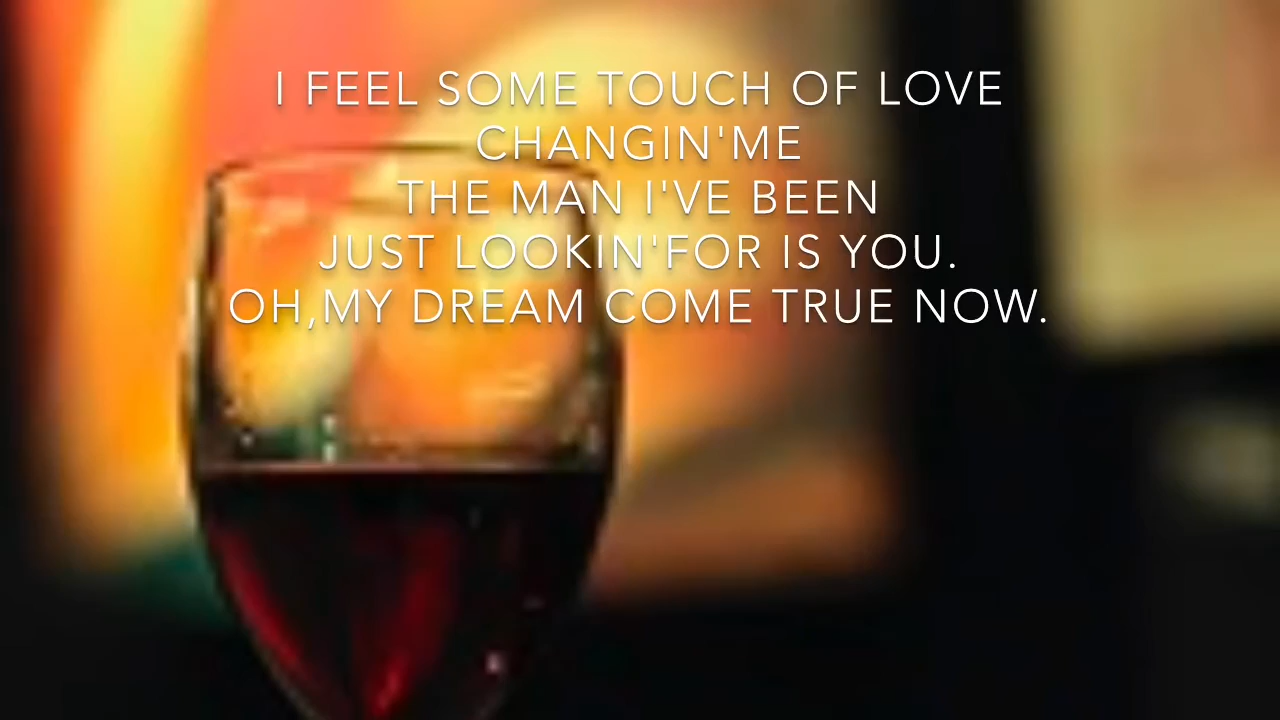 I FEEL SOME TOUCH OF LOVE
CHANGIN'ME
THE MAN I'VE BEEN
JUST LOOKIN'FOR IS YOU.
OH,MY DREAM COME TRUE NOW.